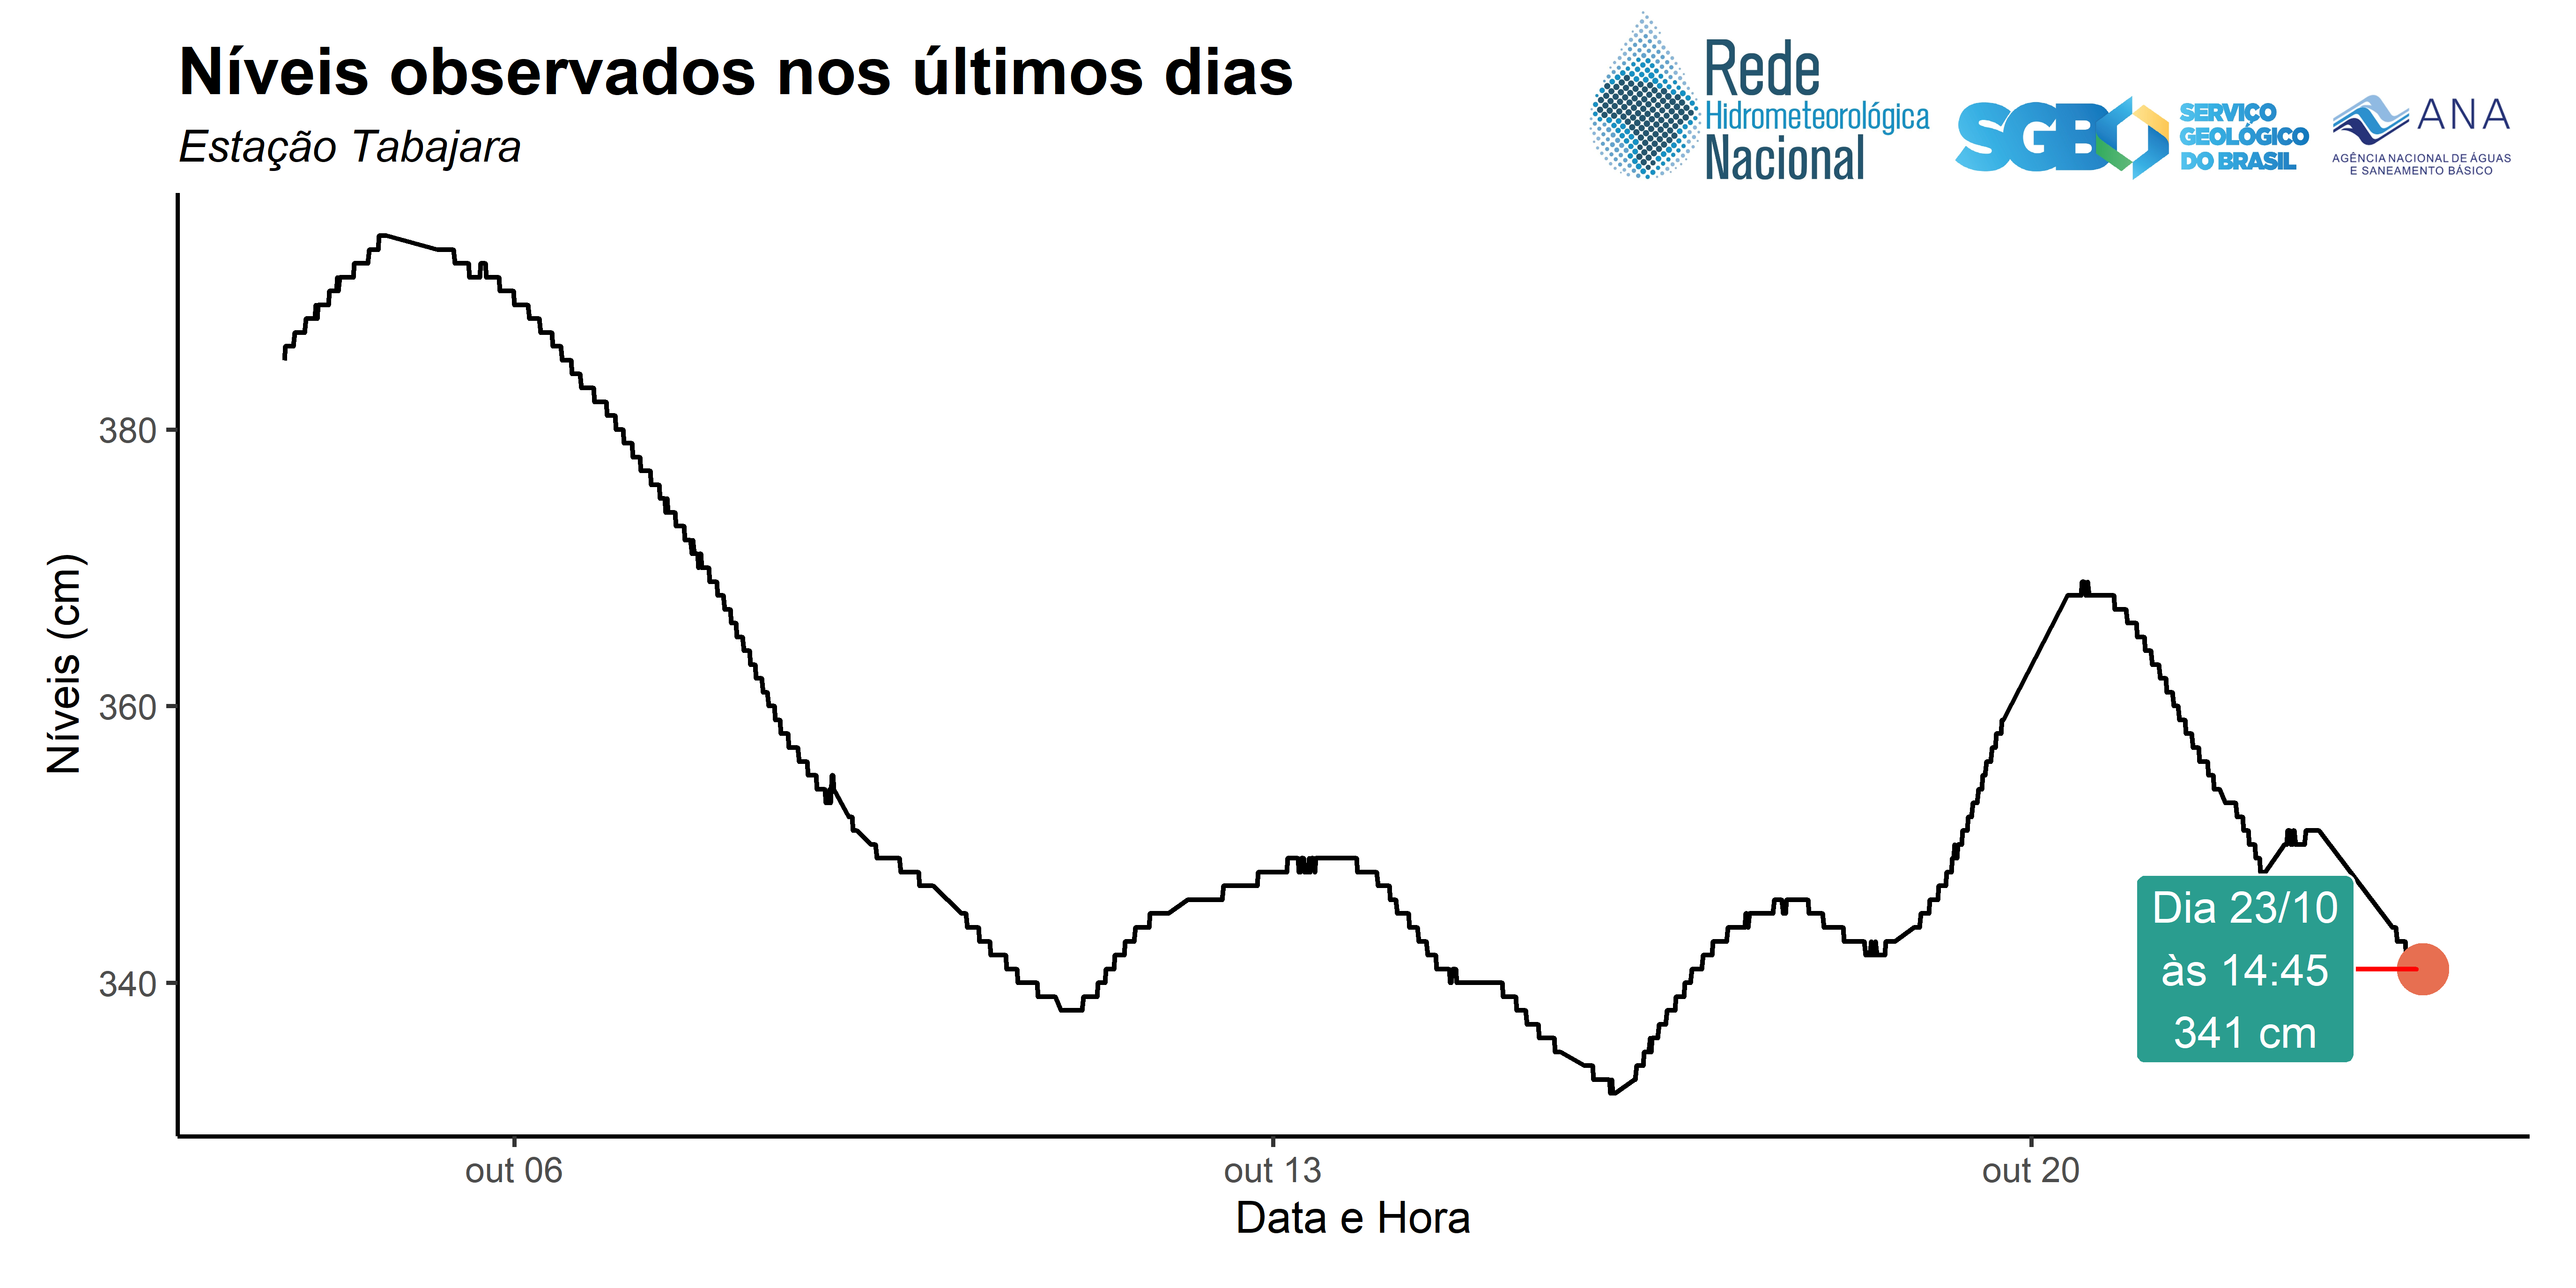 Níveis observados nos últimos dias
Estação Tabajara
Rede
Hidrometeorológica
Nacional
SGB
SERVIÇO
GEOLÓGICO
DO BRASIL
ANA
AGÊNCIA NACIONAL DE ÁGUAS
E SANEAMENTO BÁSICO
Níveis (cm)
380
360
340
Dia 23/10
às 14:45
341 cm
out 06
out 13
out 20
Data e Hora